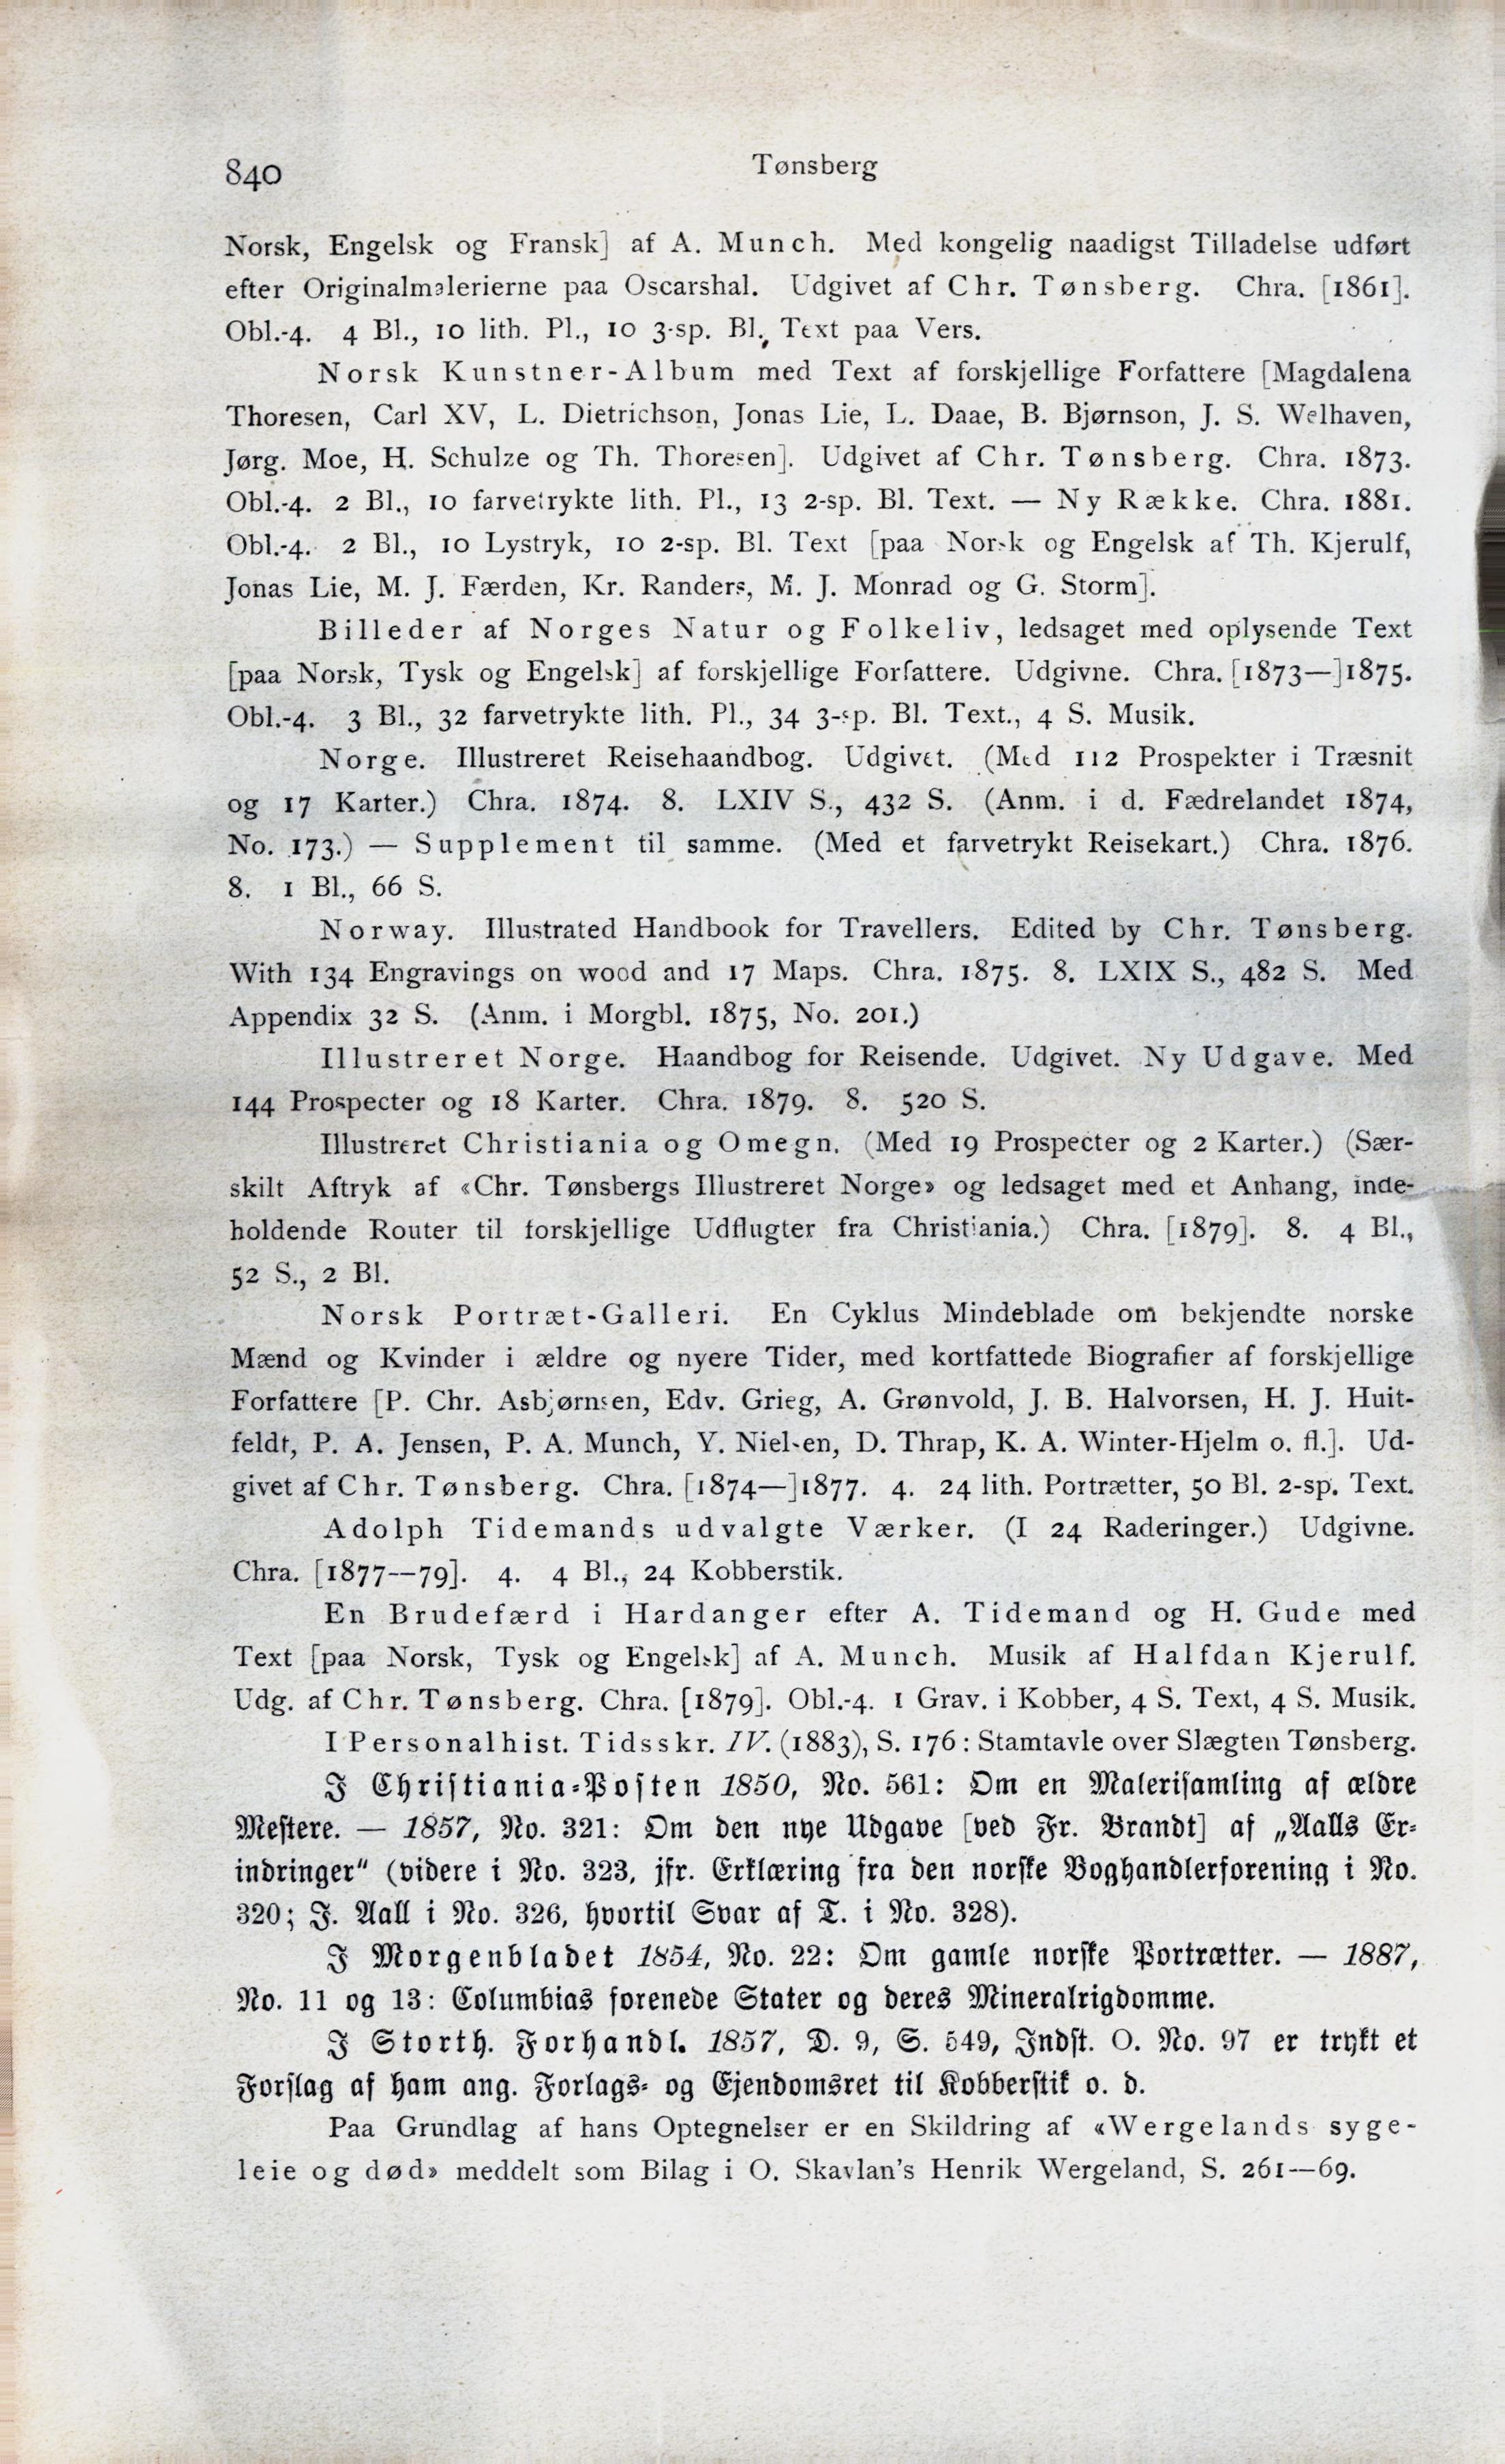 840
Tønsberg
Norsk, Engelsk og Fransk] af A. Munch. Med kongelig naadigst Tilladelse udført
efter Originalmalerierne paa Oscarshal. Udgivet af Chr. Tønsberg. Chra. [1861].
Obl.-4. 4 Bl., 10 lith. Pl., 10 3-sp. Bl., Text paa Vers.
Norsk Kunstner-Album med Text af forskjellige Forfattere [Magdalena
Thoresen, Carl XV, L. Dietrichson, Jonas Lie, L. Daae, B. Bjørnson, J. S. Welhaven,
Jørg. Moe, H. Schulze og Th. Thoresen]. Udgivet af Chr. Tønsberg. Chra. 1873.
Obl.-4. 2 Bl., 10 farvetrykte lith. Pl., 13 2-sp. Bl. Text. — Ny Række. Chra. 1881.
Obl.-4. 2 Bl., 10 Lystryk, 10 2-sp. Bl. Text [paa Norsk og Engelsk af Th. Kjerulf,
Jonas Lie, M. J. Færden, Kr. Randers, M. J. Monrad og G. Storm].
Billeder af Norges Natur og Folkeliv, ledsaget med oplysende Text
[paa Norsk, Tysk og Engelsk] af forskjellige Forfattere. Udgivne. Chra. [1873—]1875.
Obl.-4. 3 Bl., 32 farvetrykte lith. Pl., 34 3-sp. Bl. Text., 4 S. Musik.
Norge. Illustreret Reisehaandbog. Udgivet. (Med 112 Prospekter i Træsnit
og 17 Karter.) Chra. 1874. 8. LXIV S., 432 S. (Anm. i d. Fædrelandet 1874,
No. 173.) — Supplement til samme. (Med et farvetrykt Reisekart.) Chra. 1876.
8. 1 Bl., 66 S.
Norway. Illustrated Handbook for Travellers. Edited by Chr. Tønsberg.
With 134 Engravings on wood and 17 Maps. Chra. 1875. 8. LXIX S., 482 S. Med
Appendix 32 S. (Anm. i Morgbl. 1875, No. 201.)
Illustreret Norge. Haandbog for Reisende. Udgivet. Ny Udgave. Med
144 Prospecter og 18 Karter. Chra. 1879. 8. 520 S.
Illustreret Christiania og Omegn. (Med 19 Prospecter og 2 Karter.) (Sær-
skilt Aftryk af «Chr. Tønsbergs Illustreret Norge» og ledsaget med et Anhang, inde-
holdende Router til forskjellige Udflugter fra Christiania.) Chra. [1879]. 8. 4 Bl.,
52 S., 2 Bl.
Norsk Portræt-Galleri. En Cyklus Mindeblade om bekjendte norske
Mænd og Kvinder i ældre og nyere Tider, med kortfattede Biografier af forskjellige
Forfattere [P. Chr. Asbjørnsen, Edv. Grieg, A. Grønvold, J. B. Halvorsen, H. J. Huit-
feldt, P. A. Jensen, P. A. Munch, Y. Nielsen, D. Thrap, K. A. Winter-Hjelm o. fl.]. Ud-
givet af Chr. Tønsberg. Chra. [1874—]1877. 4. 24 lith. Portrætter, 50 Bl. 2-sp. Text.
Adolph Tidemands udvalgte Værker. (I 24 Raderinger.) Udgivne.
Chra. [1877—79]. 4. 4 Bl., 24 Kobberstik.
En Brudefærd i Hardanger efter A. Tidemand og H. Gude med
Text [paa Norsk, Tysk og Engelsk] af A. Munch. Musik af Halfdan Kjerulf.
Udg. af Chr. Tønsberg. Chra. [1879]. Obl.-4. 1 Grav. i Kobber, 4 S. Text, 4 S. Musik.
I Personalhist. Tidsskr. IV. (1883), S. 176: Stamtavle over Slægten Tønsberg.
I Christiania-Posten 1850, No. 561: Om en Malerisamling af ældre
Mestere. — 1857, No. 321: Om den nye Udgave [ved Fr. Brandt] af „Aalls Er-
indringer“ (videre i No. 323, jfr. Erklæring fra den norske Boghandlerforening i No.
320; J. Aall i No. 326, hvortil Svar af T. i No. 328).
I Morgenbladet 1854, No. 22: Om gamle norske Portrætter. — 1887,
No. 11 og 13: Columbias forenede Stater og deres Mineralrigdomme.
I Storth. Forhandl. 1857, D. 9, S. 549, Indst. O. No. 97 er trykt et
Forslag af ham ang. Forlags- og Ejendomsret til Kobberstik o. d.
Paa Grundlag af hans Optegnelser er en Skildring af «Wergelands syge-
leie og død» meddelt som Bilag i O. Skavlan's Henrik Wergeland, S. 261—69.